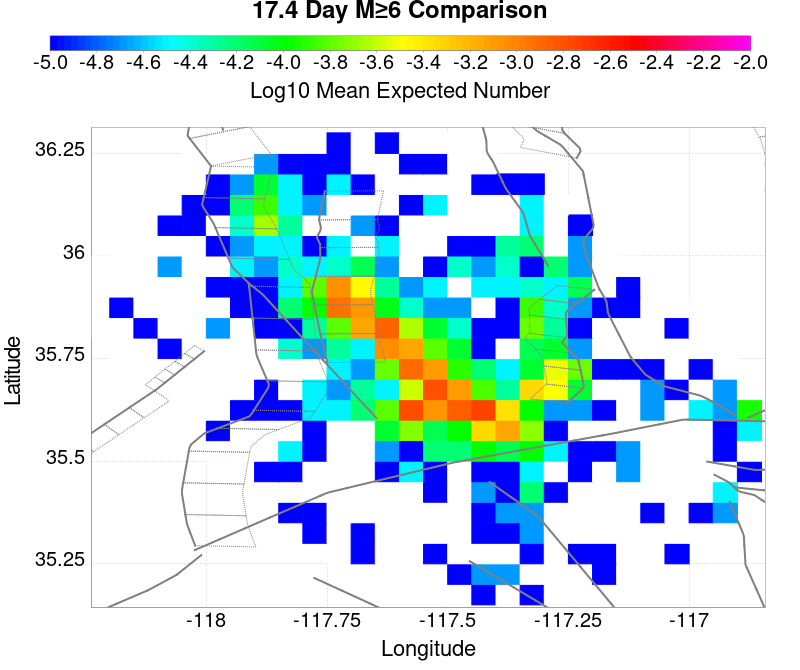 17.4 Day M≥6 Comparison
-5.0 -4.8 -4.6 -4.4 -4.2 -4.0 -3.8 -3.6 -3.4 -3.2 -3.0 -2.8 -2.6 -2.4 -2.2 -2.0
Log10 Mean Expected Number
36.25
36
35.75
35.5
35.25
Latitude
-118 -117.75 -117.5 -117.25 -117
Longitude